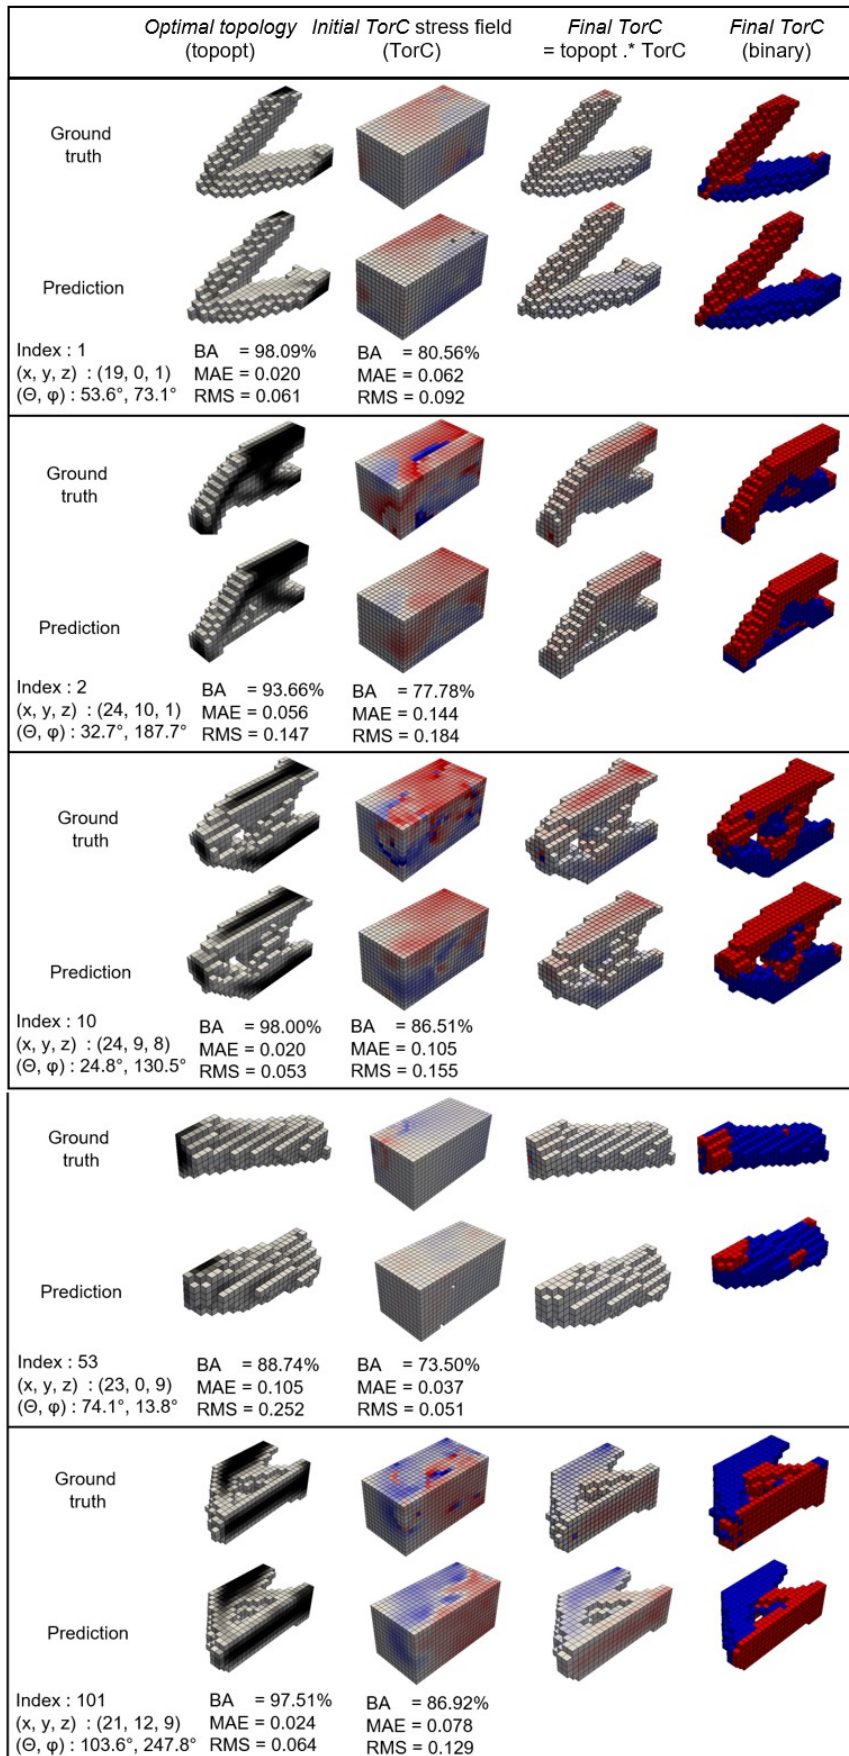 Optimal topology Initial TorC stress field Final TorC Final TorC
(topopt) (TorC) = topopt .* TorC (binary)
Ground
truth
Prediction
Index : 1 BA = 98.09% BA = 80.56%
(x, y, z) : (19, 0, 1) MAE = 0.020 MAE = 0.062
(Θ, φ) : 53.6°, 73.1° RMS = 0.061 RMS = 0.092
Ground
truth
Prediction
Index : 2 BA = 93.66% BA = 77.78%
(x, y, z) : (24, 10, 1) MAE = 0.056 MAE = 0.144
(Θ, φ) : 32.7°, 187.7° RMS = 0.147 RMS = 0.184
Ground
truth
Prediction
Index : 10 BA = 98.00% BA = 86.51%
(x, y, z) : (24, 9, 8) MAE = 0.020 MAE = 0.105
(Θ, φ) : 24.8°, 130.5° RMS = 0.053 RMS = 0.155
Ground
truth
Prediction
Index : 53 BA = 88.74% BA = 73.50%
(x, y, z) : (23, 0, 9) MAE = 0.105 MAE = 0.037
(Θ, φ) : 74.1°, 13.8° RMS = 0.252 RMS = 0.051
Ground
truth
Prediction
Index : 101 BA = 97.51% BA = 86.92%
(x, y, z) : (21, 12, 9) MAE = 0.024 MAE = 0.078
(Θ, φ) : 103.6°, 247.8° RMS = 0.064 RMS = 0.129